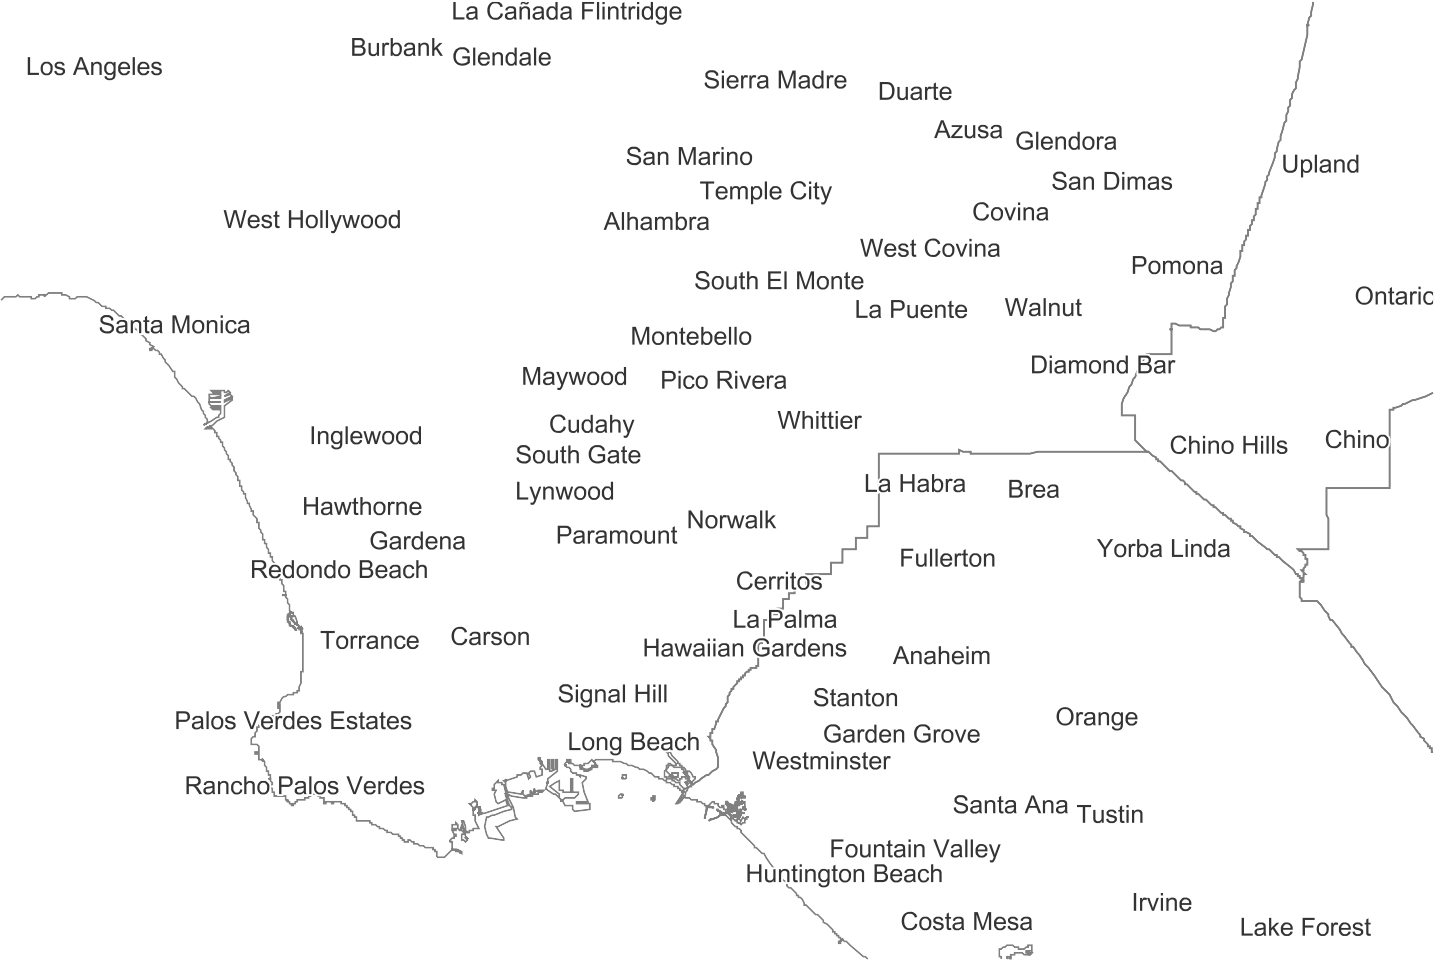 La Cañada Flintridge
Burbank
Glendale
Los Angeles
Sierra Madre
Duarte
Azusa
Glendora
San Marino
Upland
San Dimas
Temple City
Covina
West Hollywood
Alhambra
West Covina
Pomona
South El Monte
Ontario
La Puente
Walnut
Santa Monica
Montebello
Diamond Bar
Maywood
Pico Rivera
Whittier
Cudahy
Inglewood
Chino Hills
Chino
South Gate
La Habra
Brea
Lynwood
Hawthorne
Norwalk
Paramount
Gardena
Yorba Linda
Fullerton
Redondo Beach
Cerritos
La Palma
Torrance
Carson
Hawaiian Gardens
Anaheim
Signal Hill
Stanton
Orange
Palos Verdes Estates
Garden Grove
Long Beach
Westminster
Rancho Palos Verdes
Santa Ana
Tustin
Fountain Valley
Huntington Beach
Irvine
Costa Mesa
Lake Forest